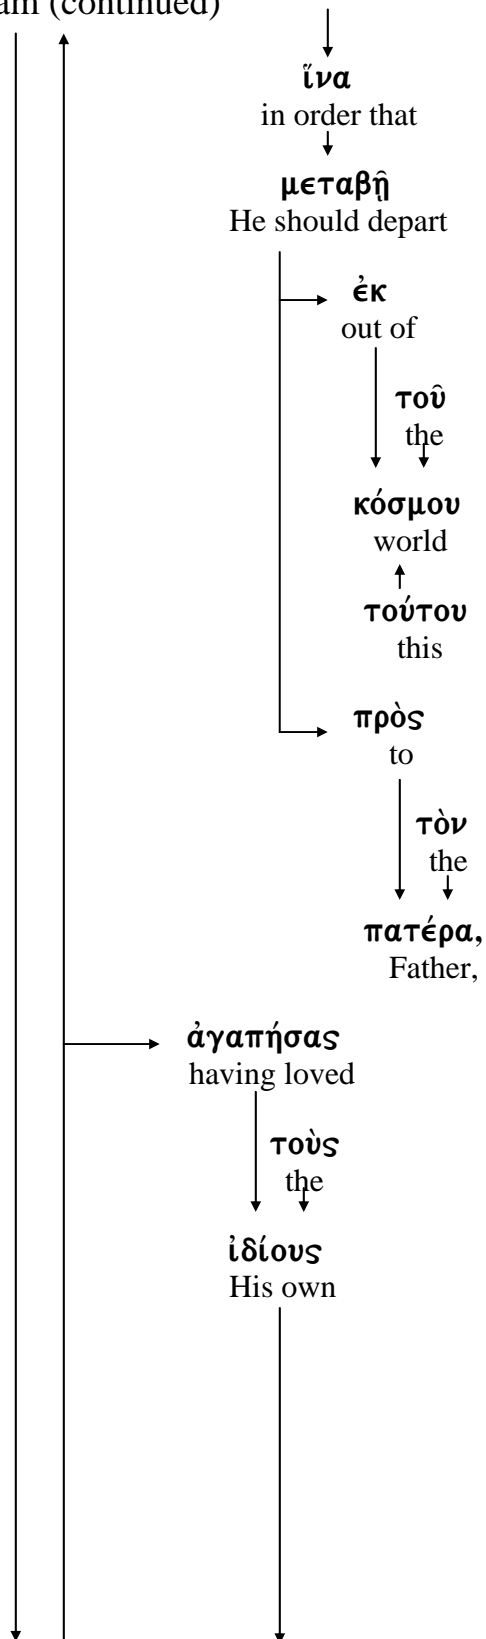 am (continued)
ἵνα
in order that
μεταβῇ
He should depart
ἐκ
out of
τοῦ
the
κόσμου
world
τούτου
this
πρὸς
to
τὸν
the
πατέρα,
Father,
ἀγαπήσας
having loved
τοὺς
the
ἰδίους
His own